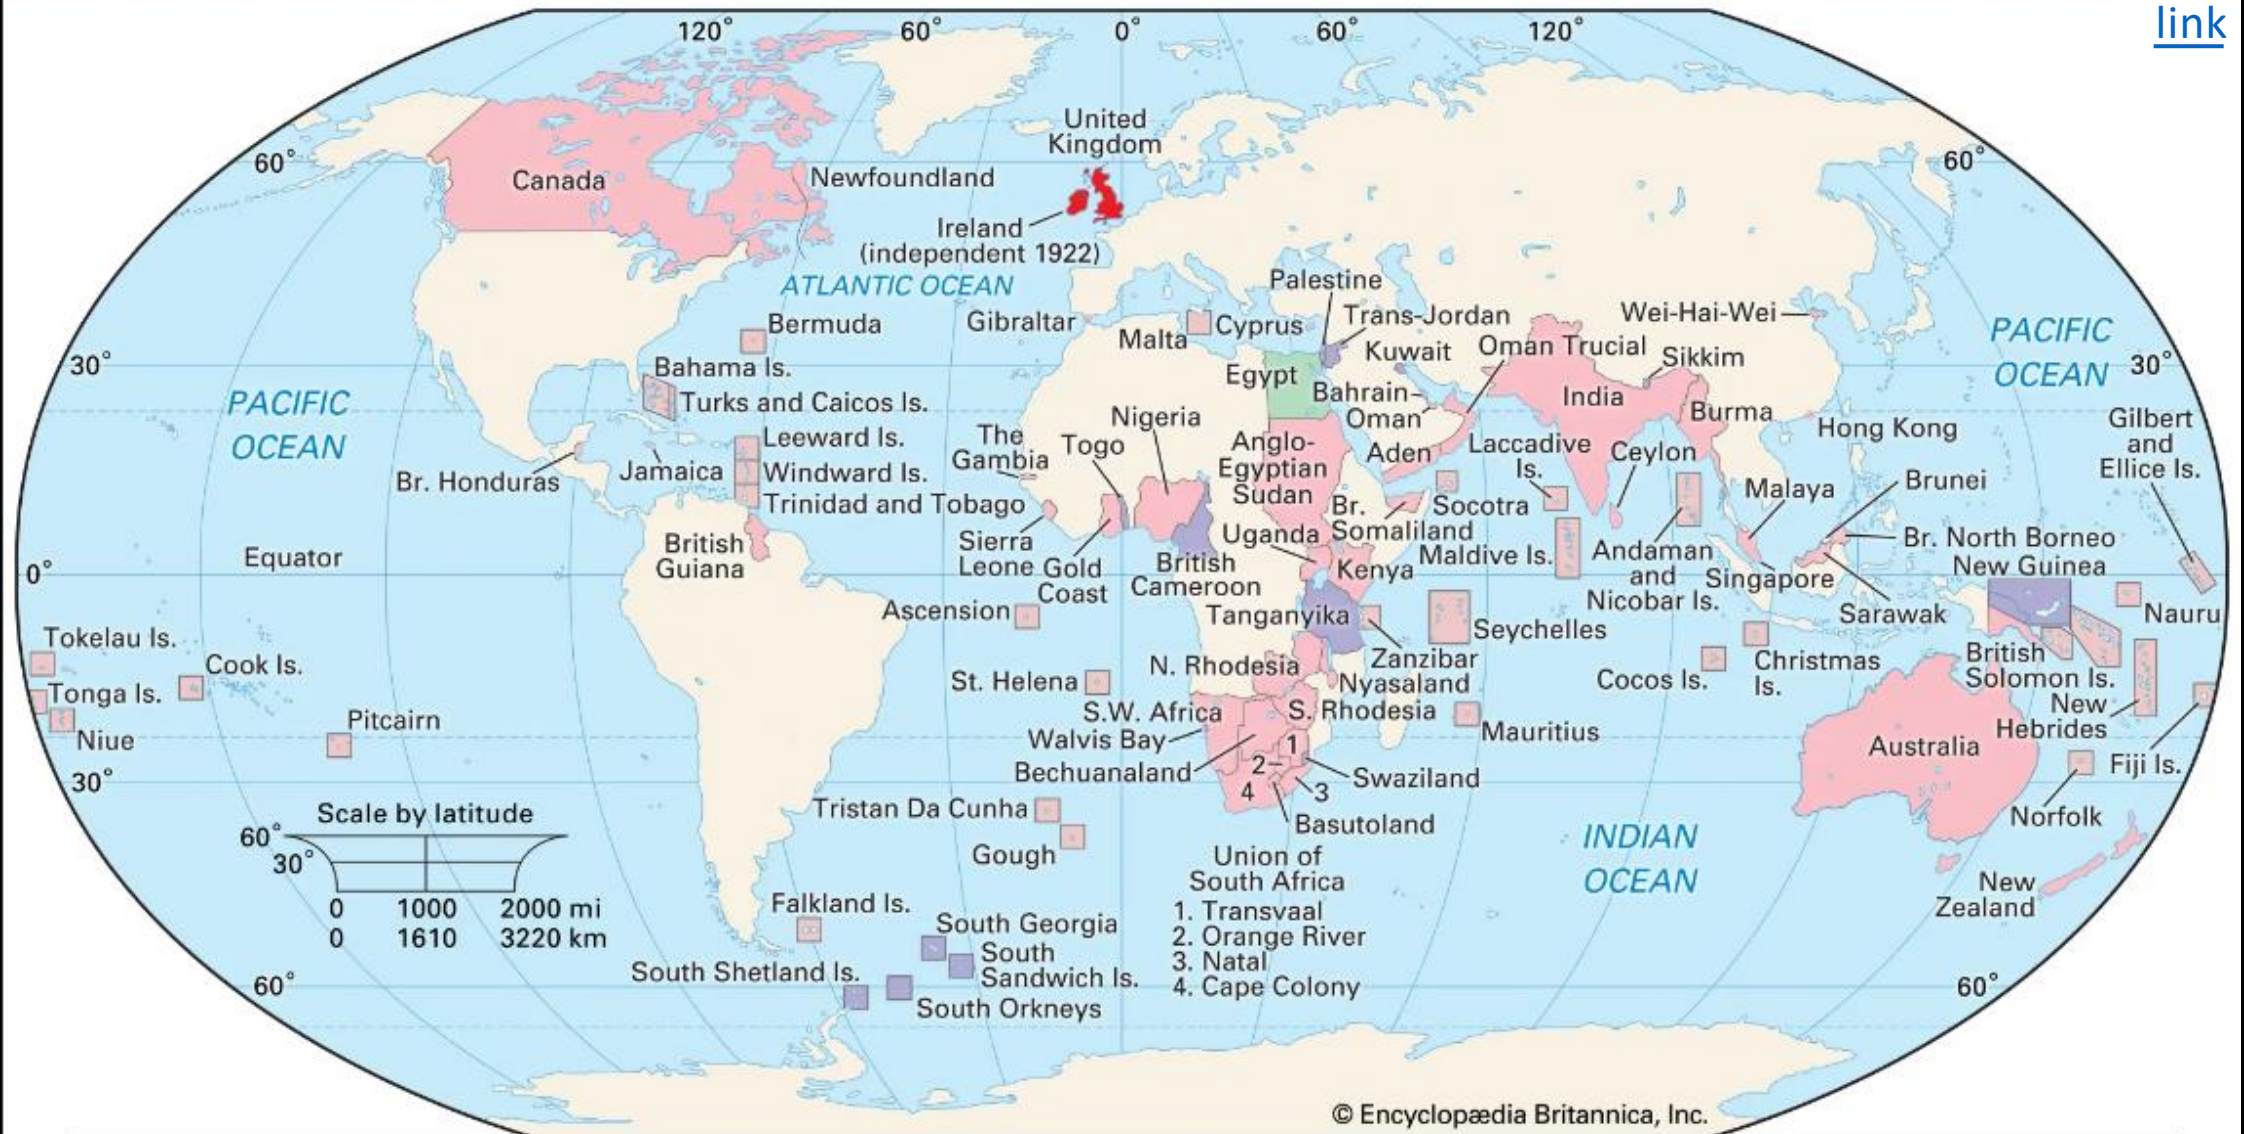 link
120°
60°
0°
60°
120°
United
Kingdom
60°
60°
Canada
Newfoundland
Ireland
(independent 1922)
ATLANTIC OCEAN
Palestine
Gibraltar
Malta
Cyprus
Trans-Jordan
Wei-Hai-Wei
PACIFIC
OCEAN
Bermuda
Kuwait
Oman Trucial
Sikkim
30°
30°
Bahama Is.
Egypt
Bahrain
India
PACIFIC
OCEAN
Turks and Caicos Is.
Nigeria
Oman
Burma
Gilbert
and
Ellice Is.
Hong Kong
Leeward Is.
The
Gambia
Togo
Anglo-
Egyptian
Sudan
Aden
Laccadive
Is.
Ceylon
Br. Honduras
Jamaica
Windward Is.
Trinidad and Tobago
Br.
Somaliland
Socotra
Malaya
Brunei
Sierra
Leone
Gold
Coast
British
Cameroon
Uganda
Kenya
Maldive Is.
Andaman
and
Nicobar Is.
Singapore
Br. North Borneo
New Guinea
Sarawak
Nauru
Equator
0°
British
Guiana
Ascension
Tanganyika
Seychelles
Tokelau Is.
Cook Is.
Tonga Is.
Niue
Pitcairn
St. Helena
N. Rhodesia
Zanzibar
Nyasaland
Cocos Is.
Christmas
Is.
British
Solomon Is.
New
Hebrides
S.W. Africa
S. Rhodesia
Walvis Bay
Mauritius
Bechuanaland
1
2
3
4
Swaziland
Australia
Fiji Is.
30°
Norfolk
Scale by latitude
60°
30°
0 1000 2000 mi
0 1610 3220 km
Tristan Da Cunha
Gough
Basutoland
INDIAN
OCEAN
New
Zealand
Union of
South Africa
1. Transvaal
2. Orange River
3. Natal
4. Cape Colony
Falkland Is.
South Georgia
South
Sandwich Is.
South Shetland Is.
South Orkneys
60°
60°
© Encyclopædia Britannica, Inc.